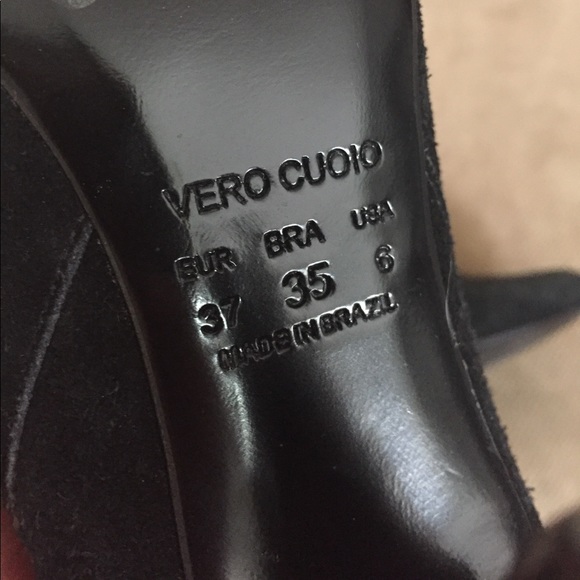 VERO CUOIO
EUR BRA USA
37 35 6
MADE IN BRAZIL